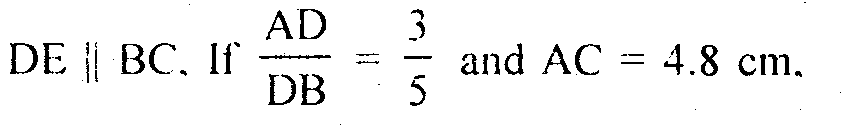 DE || BC. If AD/DB = 3/5 and AC = 4.8 cm.